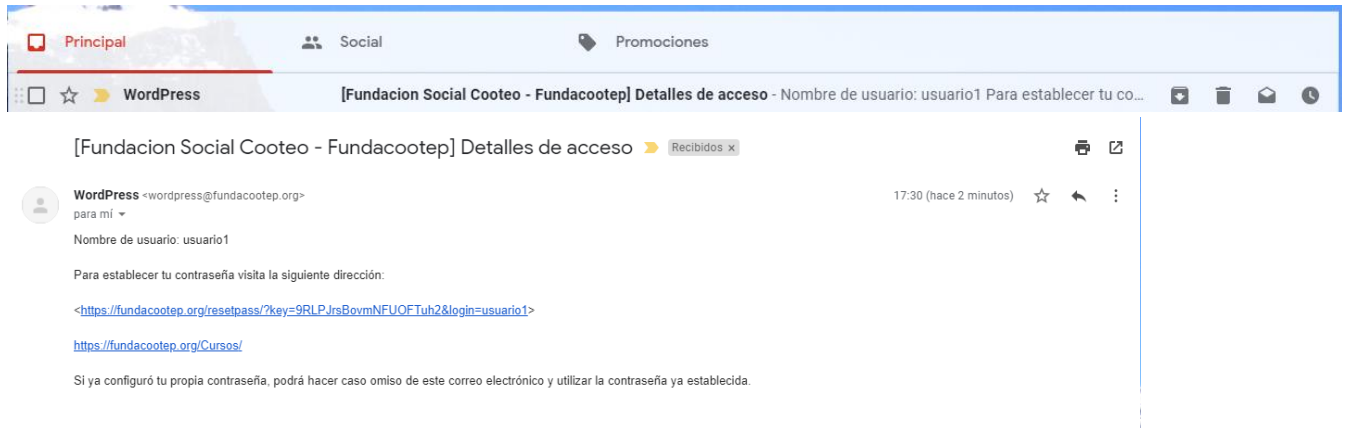 Principal Social Promociones
WordPress [Fundacion Social Cooteo - Fundacootep] Detalles de acceso - Nombre de usuario: usuario1 Para establecer tu co...
[Fundacion Social Cooteo - Fundacootep] Detalles de acceso Recibidos x
WordPress <wordpress@fundacootep.org> 17:30 (hace 2 minutos)
para mí
Nombre de usuario: usuario1
Para establecer tu contraseña visita la siguiente dirección:
<https://fundacootep.org/resetpass/?key=9RLPJrsBovmNFUOFTuh2&login=usuario1>
https://fundacootep.org/Cursos/
Si ya configuró tu propia contraseña, podrá hacer caso omiso de este correo electrónico y utilizar la contraseña ya establecida.